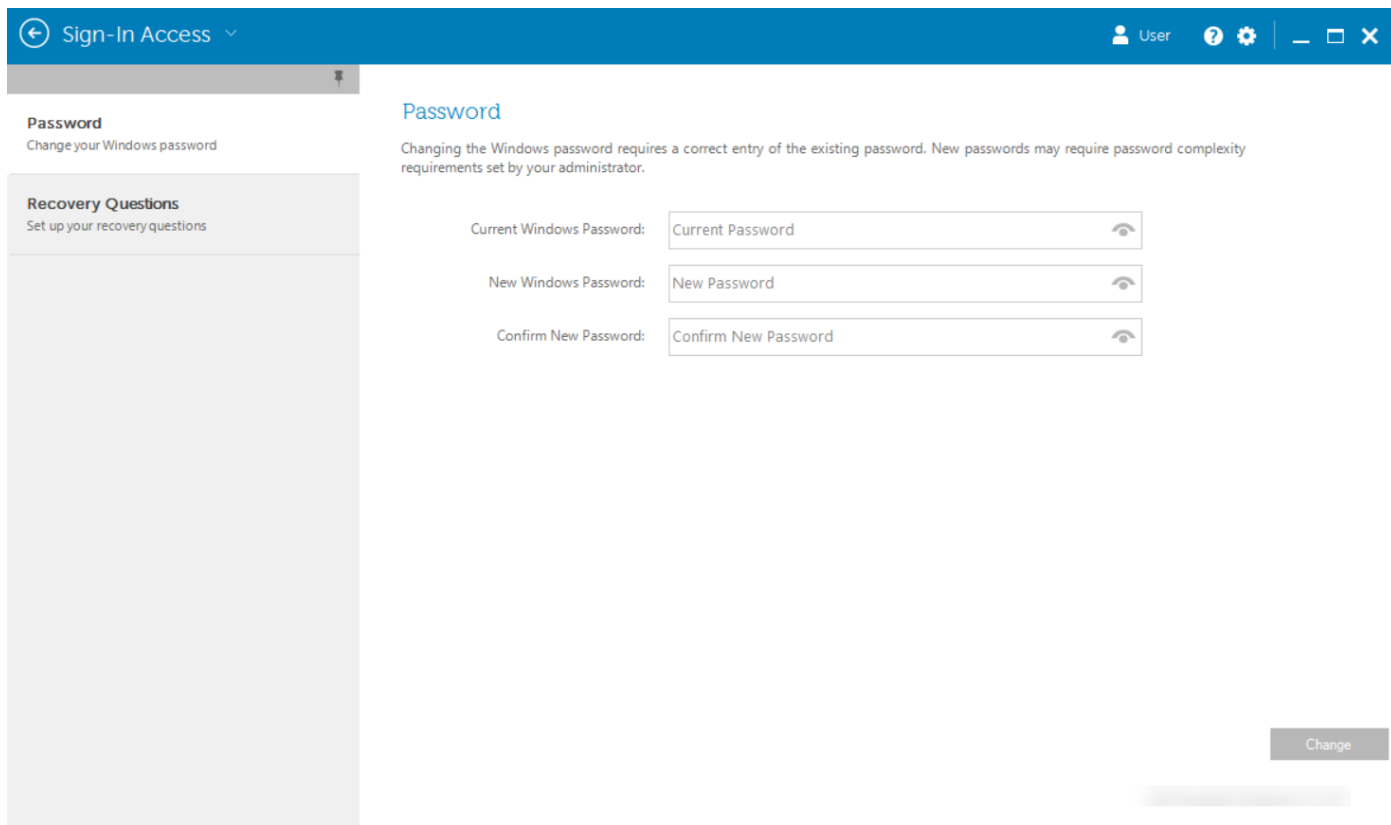 Sign-In Access
User
Password
Change your Windows password
Recovery Questions
Set up your recovery questions
Password
Changing the Windows password requires a correct entry of the existing password. New passwords may require password complexity
requirements set by your administrator.
Current Windows Password: Current Password
New Windows Password: New Password
Confirm New Password: Confirm New Password
Change